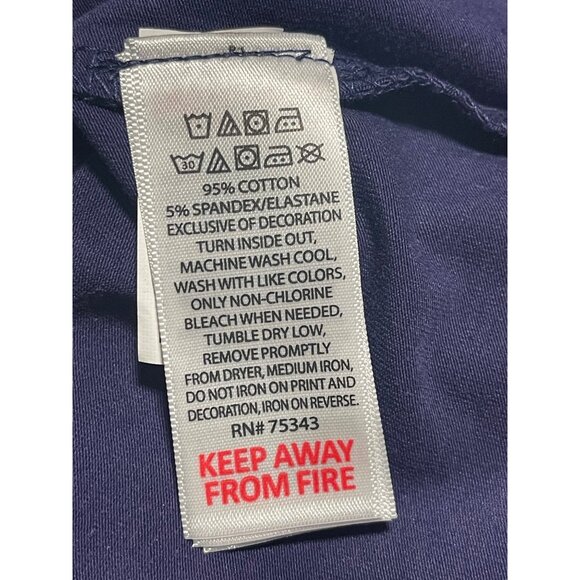 30
95% COTTON
5% SPANDEX/ELASTANE
EXCLUSIVE OF DECORATION
TURN INSIDE OUT,
MACHINE WASH COOL,
WASH WITH LIKE COLORS,
ONLY NON-CHLORINE
BLEACH WHEN NEEDED,
TUMBLE DRY LOW,
REMOVE PROMPTLY
FROM DRYER, MEDIUM IRON,
DO NOT IRON ON PRINT AND
DECORATION, IRON ON REVERSE.
RN# 75343
KEEP AWAY
FROM FIRE